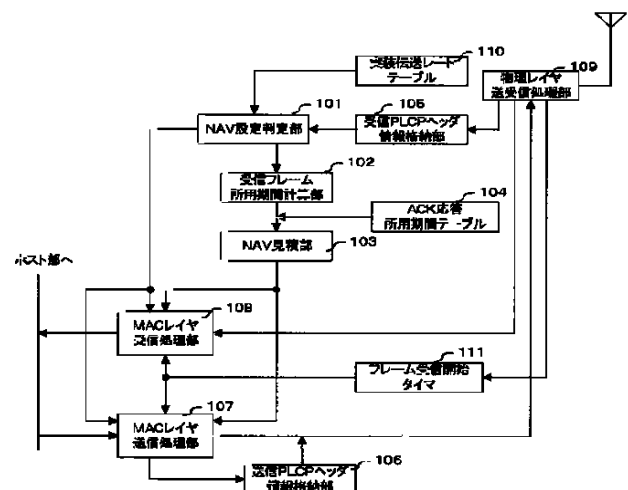 110
実装伝送レート
テーブル
109
物理レイヤ
送受信処理部
101
NAV設定判定部
105
受信PLCPヘッダ
情報格納部
102
受信フレーム
所用期間計算部
104
ACK応答
所用期間テーブル
NAV見積部
103
ホスト部へ
108
MACレイヤ
受信処理部
111
フレーム受信開始
タイマ
107
MACレイヤ
送信処理部
106
送信PLCPヘッダ
情報格納部